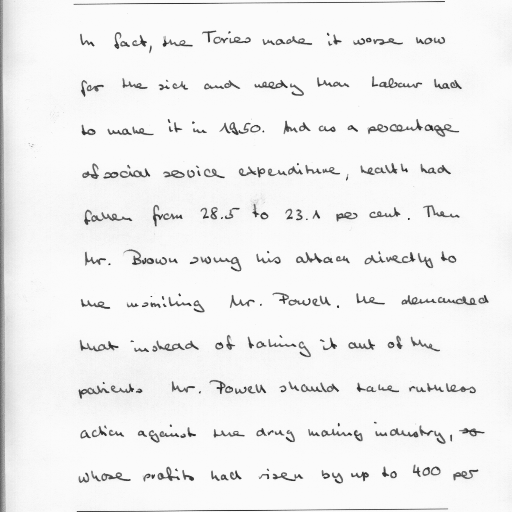 In fact, the Tories made it worse now
for the sick and needy than Labour had
to make it in 1950. And as a percentage
of social service expenditure, health had
fallen from 28.5 to 23.1 per cent. Then
Mr. Brown swung his attack directly to
the unsmiling Mr. Powell. He demanded
that instead of taking it out of the
patients Mr. Powell should take ruthless
action against the drug making industry,
whose profits had risen by up to 400 per